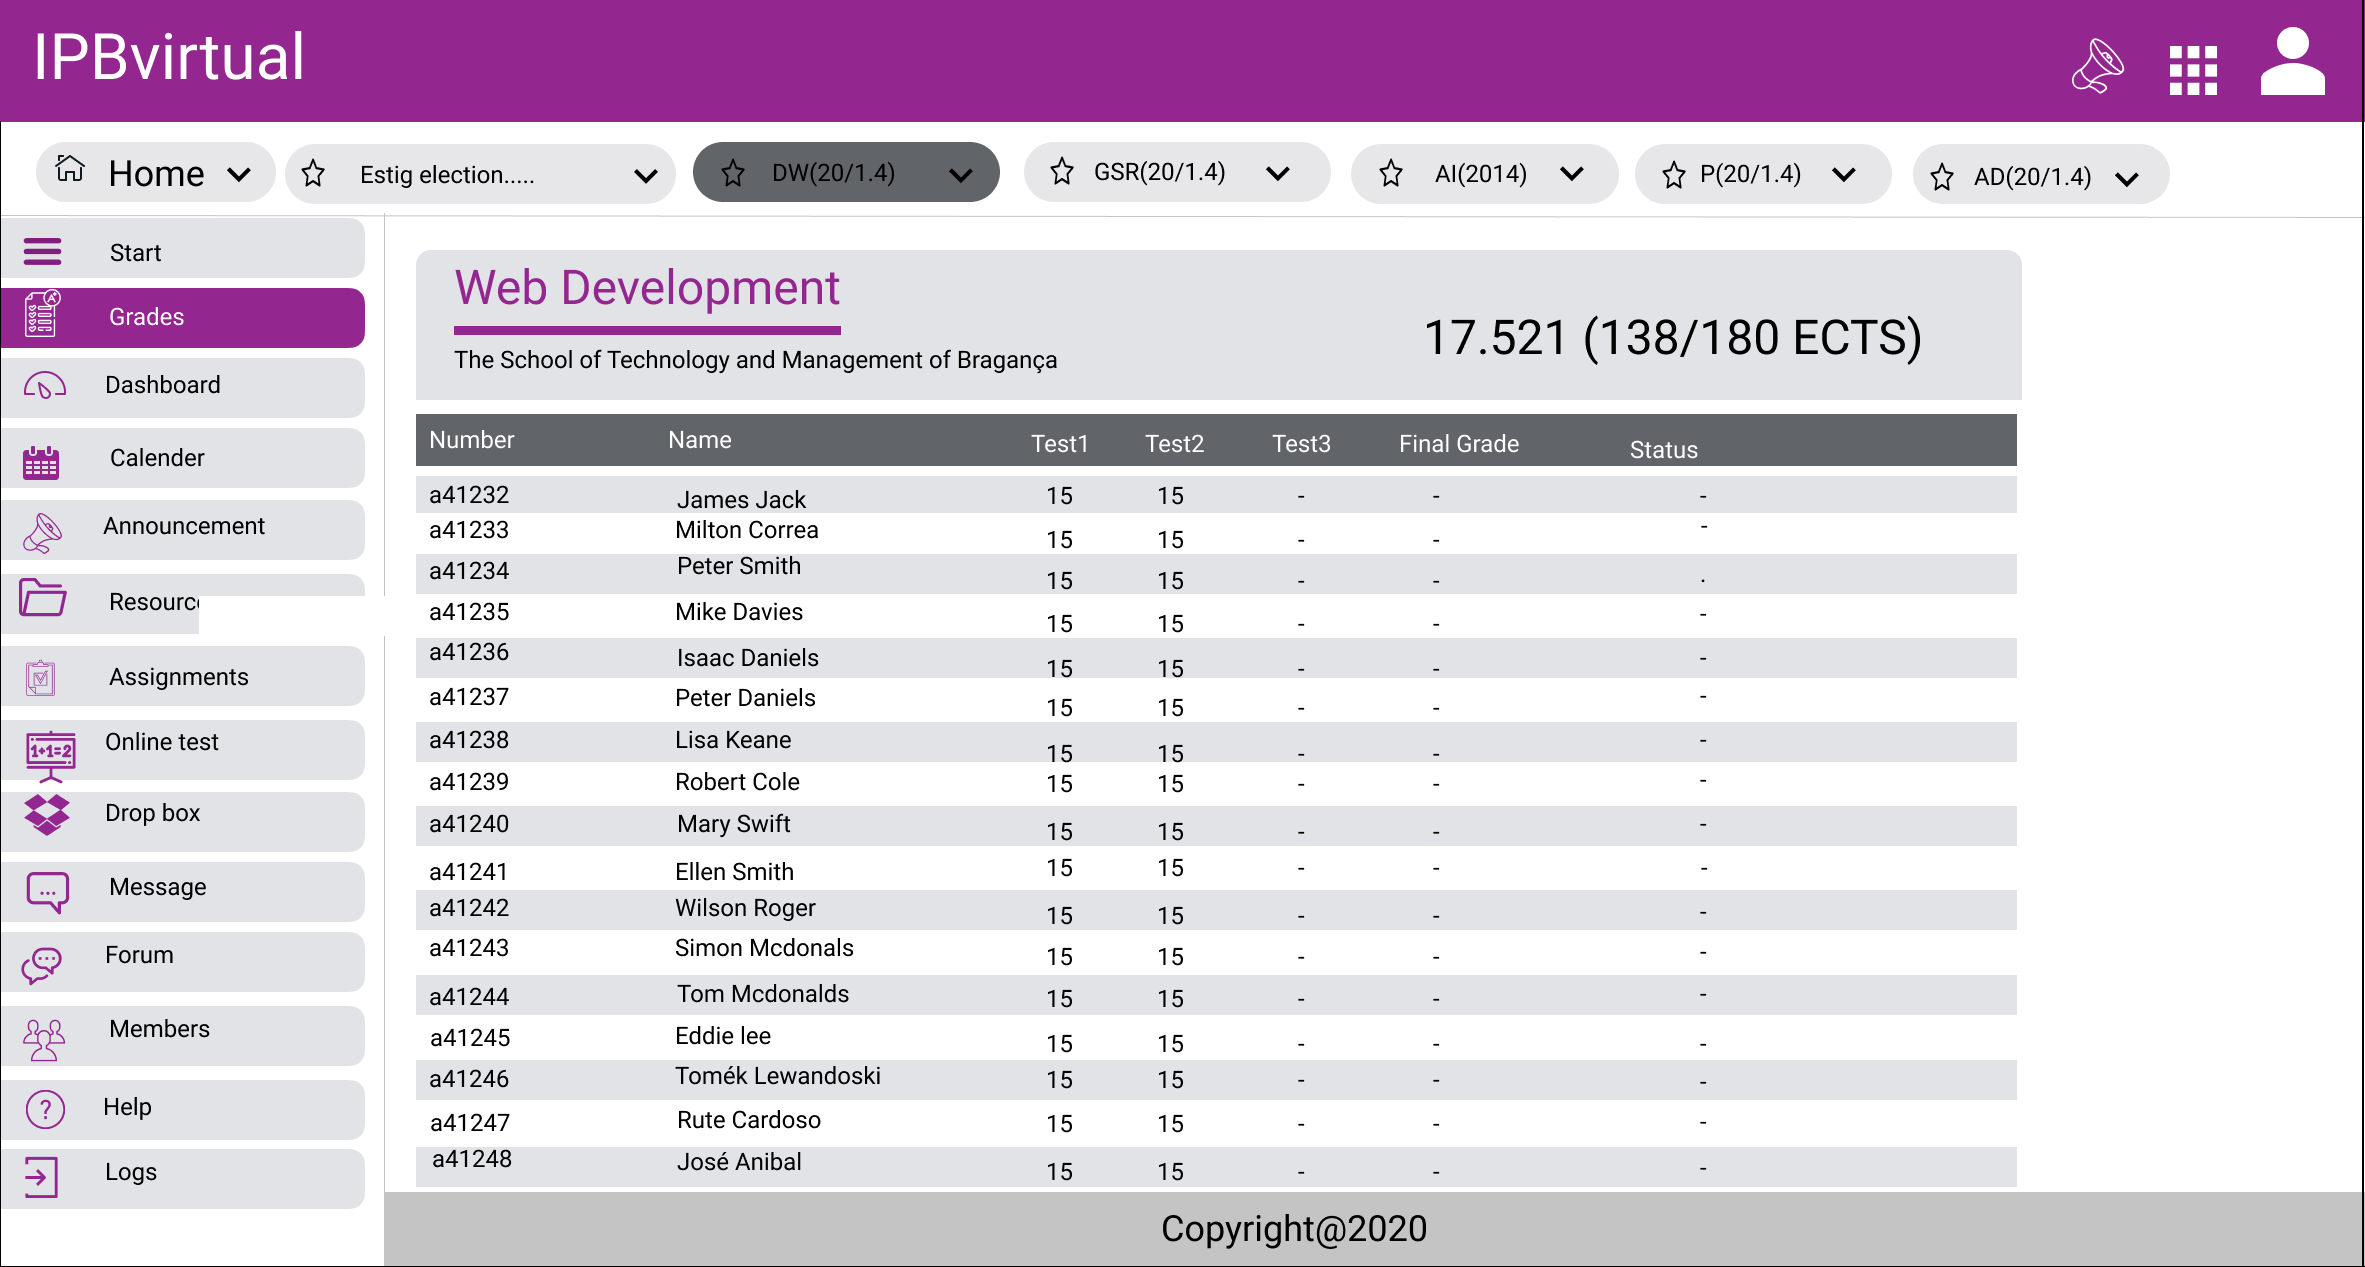 IPBvirtual
Home
Estig election.....
DW(20/1.4)
GSR(20/1.4)
AI(2014)
P(20/1.4)
AD(20/1.4)
Start
Grades
Dashboard
Calender
Announcement
Assignments
1+1=2
Online test
Drop box
Message
Forum
Members
? Help
Logs
Web Development
The School of Technology and Management of Bragança
17.521 (138/180 ECTS)
Number Name Test1 Test2 Test3 Final Grade Status
a41232 James Jack 15 15 - - -
a41233 Milton Correa 15 15 - - -
a41234 Peter Smith 15 15 - - .
a41235 Mike Davies 15 15 - - -
a41236 Isaac Daniels 15 15 - - -
a41237 Peter Daniels 15 15 - - -
a41238 Lisa Keane 15 15 - - -
a41239 Robert Cole 15 15 - - -
a41240 Mary Swift 15 15 - - -
a41241 Ellen Smith 15 15 - - -
a41242 Wilson Roger 15 15 - - -
a41243 Simon Mcdonals 15 15 - - -
a41244 Tom Mcdonalds 15 15 - - -
a41245 Eddie lee 15 15 - - -
a41246 Tomék Lewandoski 15 15 - - -
a41247 Rute Cardoso 15 15 - - -
a41248 José Anibal 15 15 - - -
Copyright@2020